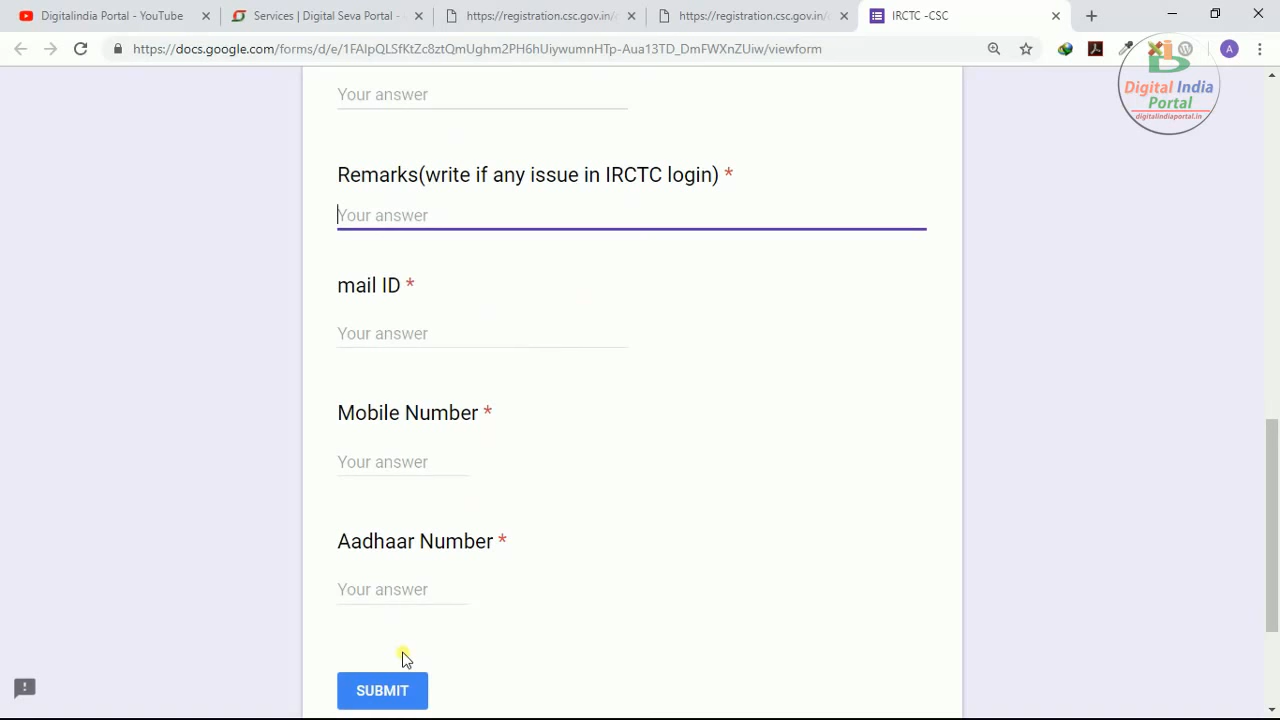 Digitalindia Portal - YouTube
Services | Digital Seva Portal -
https://registration.csc.gov.in/
https://registration.csc.gov.in/
IRCTC -CSC
https://docs.google.com/forms/d/e/1FAIpQLSfKtZc8ztQmUghm2PH6hUiywumnHTp-Aua13TD_DmFWXnZUiw/viewform
A
Digital India
Portal
digitalindiaportal.in
Your answer
Remarks(write if any issue in IRCTC login) *
Your answer
mail ID *
Your answer
Mobile Number *
Your answer
Aadhaar Number *
Your answer
SUBMIT